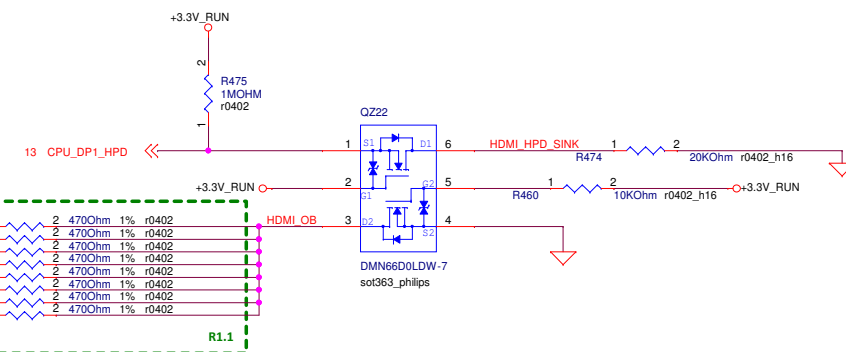 +3.3V_RUN
2
R475
1MOHM
r0402
1
QZ22
13 CPU_DP1_HPD
1 S1 D1 6 HDMI_HPD_SINK 1 2
R474 20KOhm r0402_h16
+3.3V_RUN 2 G1 G2 5 1 2 +3.3V_RUN
R460 10KOhm r0402_h16
2 470Ohm 1% r0402 HDMI_OB 3 D2 S2 4
2 470Ohm 1% r0402
2 470Ohm 1% r0402
2 470Ohm 1% r0402
2 470Ohm 1% r0402
2 470Ohm 1% r0402
2 470Ohm 1% r0402
2 470Ohm 1% r0402
DMN66D0LDW-7
sot363_philips
R1.1